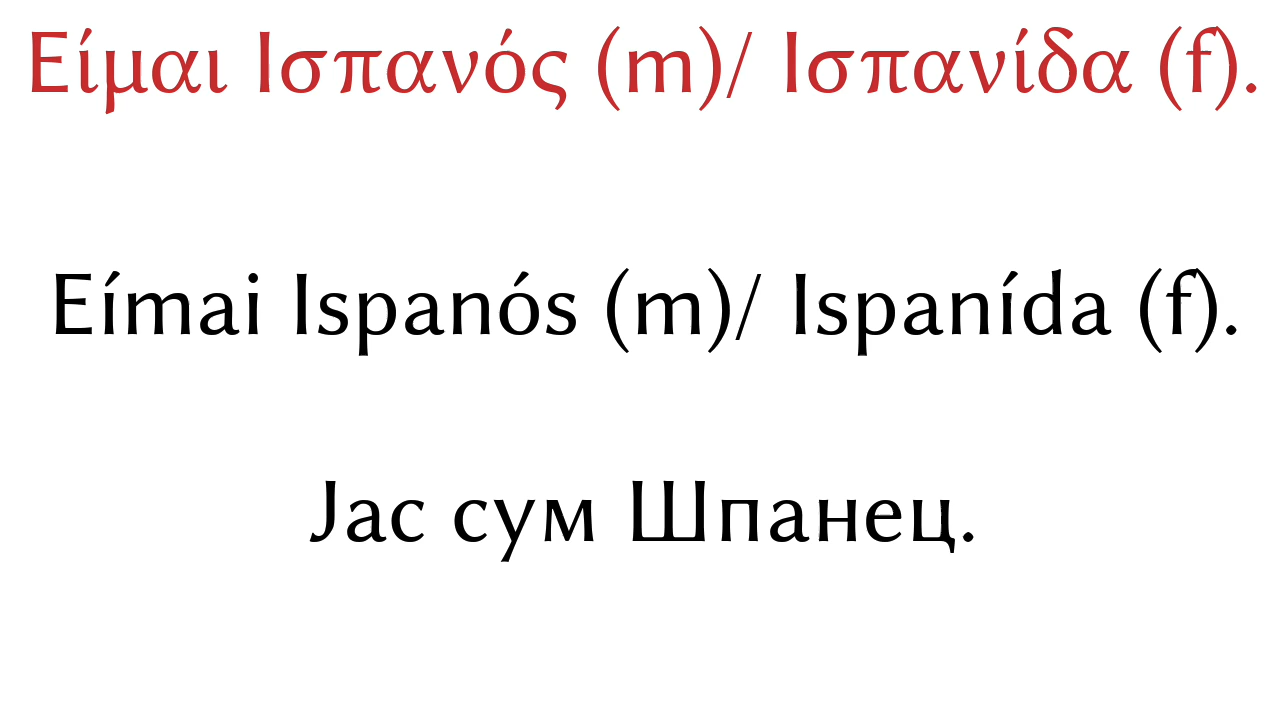 Είμαι Ισπανός (m)/ Ισπανίδα (f).
Eímai Ispanós (m)/ Ispanída (f).
Јас сум Шпанец.